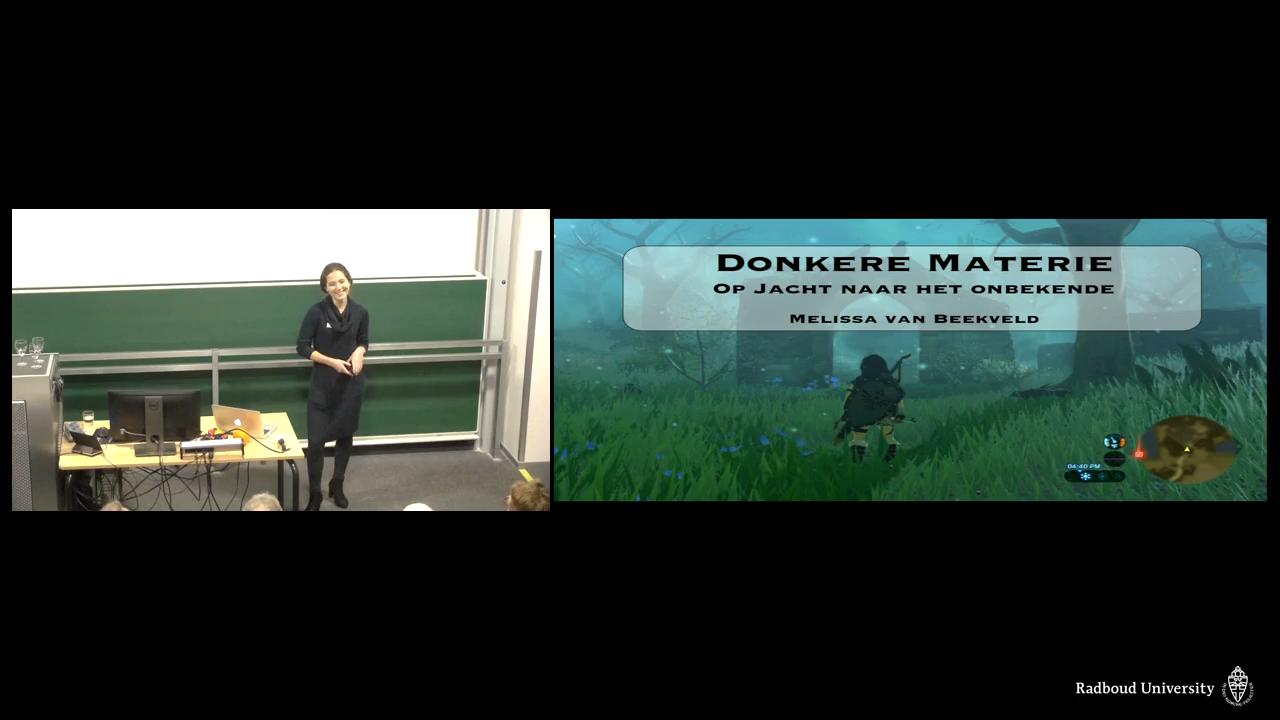 Donkere Materie
Op Jacht naar het onbekende
Melissa van Beekveld
04:40 PM
Radboud University